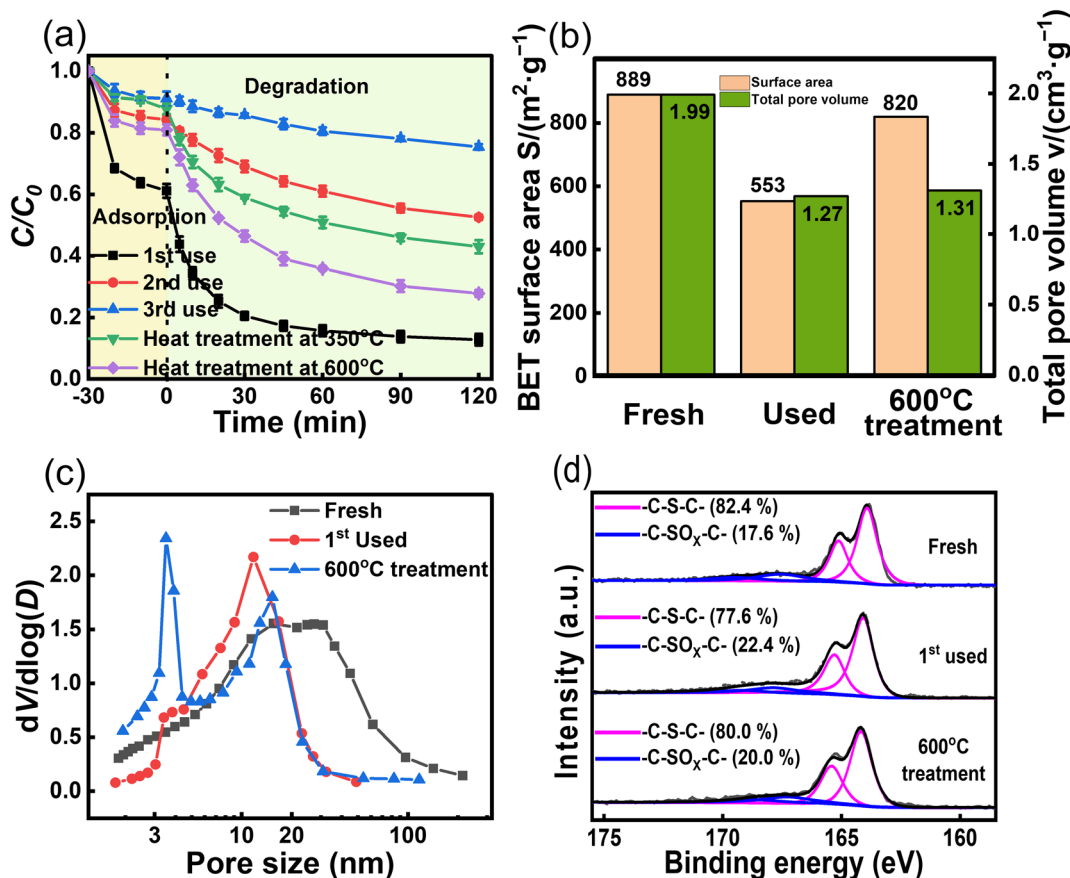 (a)
C/C₀
1.0
0.8
0.6
0.4
0.2
0.0
Degradation
Adsorption
1st use
2nd use
3rd use
Heat treatment at 350°C
Heat treatment at 600°C
-30 0 30 60 90 120
Time (min)
(b)
BET surface area S/(m²·g⁻¹)
800
600
400
200
0
Surface area
Total pore volume
889
1.99
553
1.27
820
1.31
Fresh
Used
600°C
treatment
2.0
1.5
1.0
0.5
0.0
Total pore volume v/(cm³·g⁻¹)
(c)
dV/dlog(D)
2.5
2.0
1.5
1.0
0.5
0.0
Fresh
1st Used
600°C treatment
3 10 20 100
Pore size (nm)
(d)
Intensity (a.u.)
-C-S-C- (82.4 %)
-C-SOX-C- (17.6 %)
Fresh
-C-S-C- (77.6 %)
-C-SOX-C- (22.4 %)
1st used
-C-S-C- (80.0 %)
-C-SOX-C- (20.0 %)
600°C
treatment
175 170 165 160
Binding energy (eV)